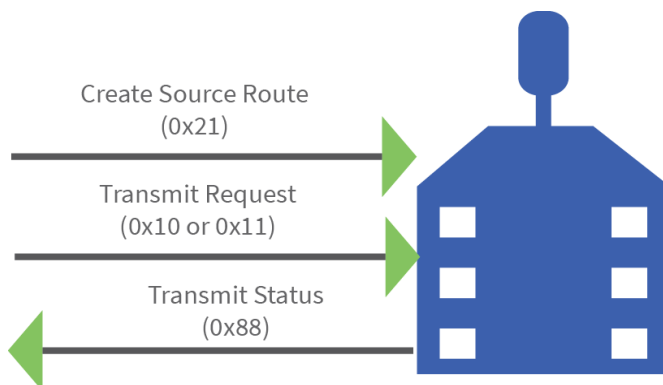 Create Source Route
(0x21)
Transmit Request
(0x10 or 0x11)
Transmit Status
(0x88)